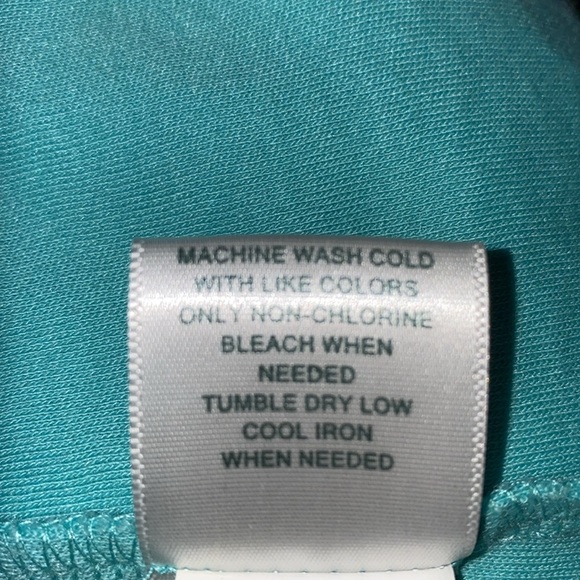 MACHINE WASH COLD
WITH LIKE COLORS
ONLY NON-CHLORINE
BLEACH WHEN
NEEDED
TUMBLE DRY LOW
COOL IRON
WHEN NEEDED